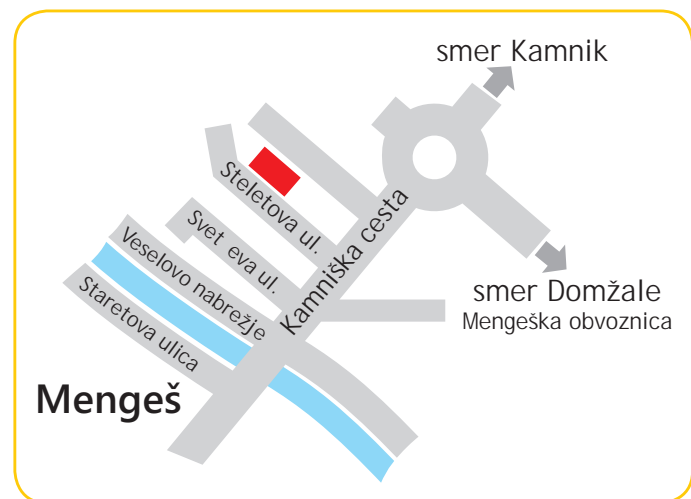 smer Kamnik
Steletova ul.
Svet eva ul.
Kamniška cesta
Veselovo nabrežje
smer Domžale
Mengeška obvoznica
Staretova ulica
Mengeš